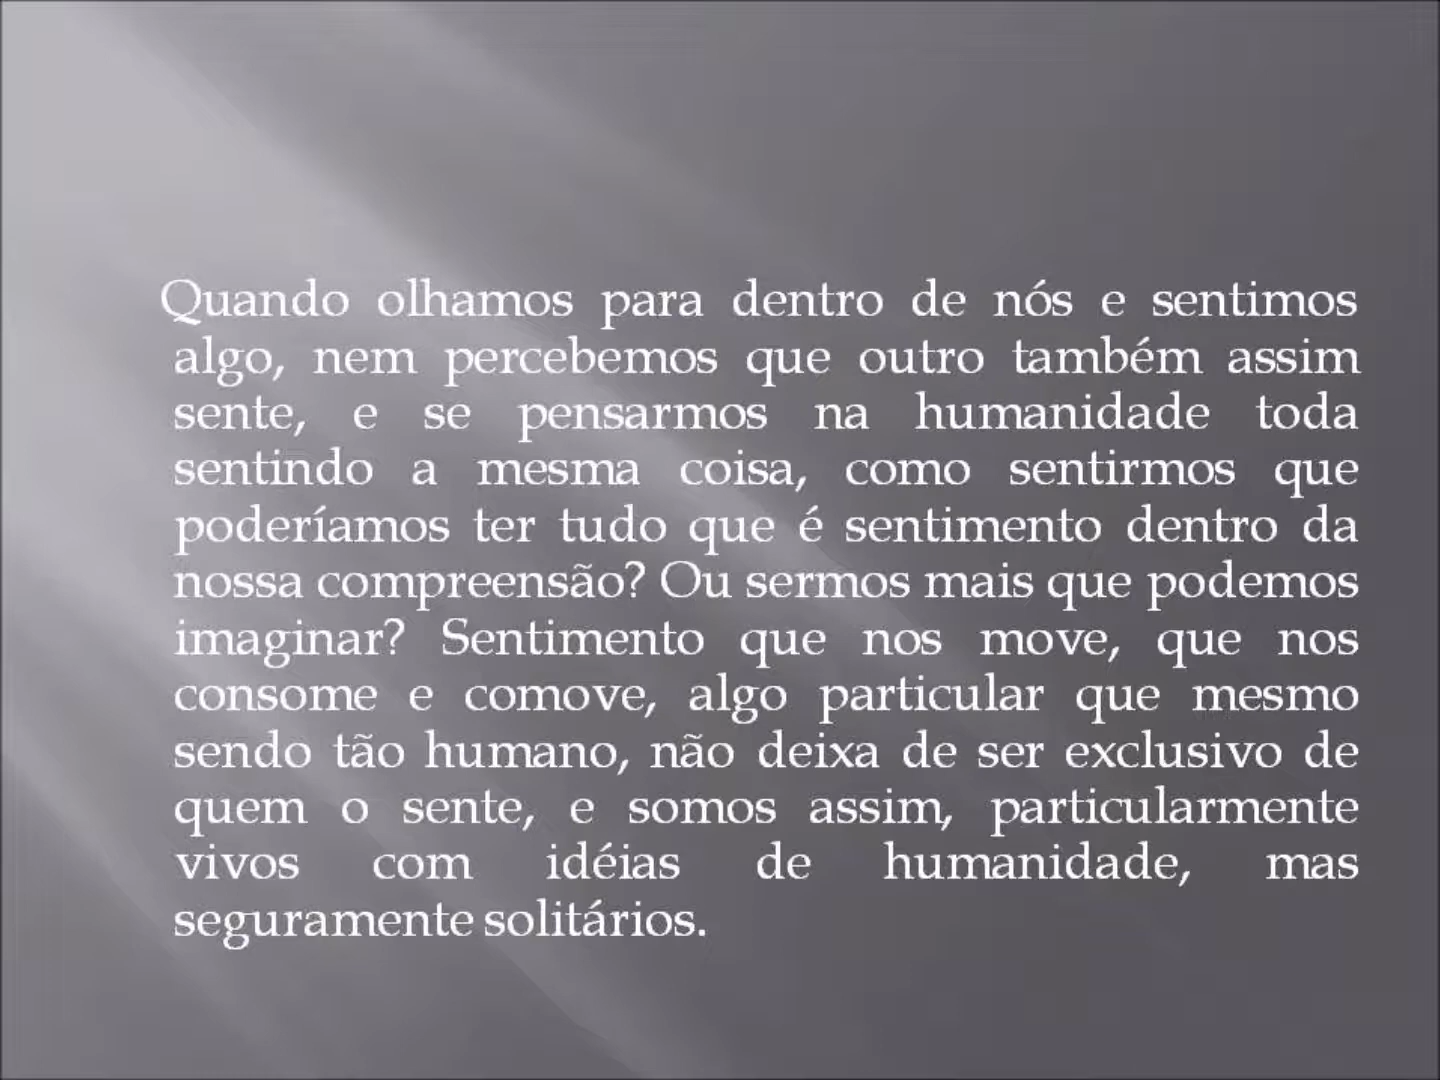 Quando olhamos para dentro de nós e sentimos
algo, nem percebemos que outro também assim
sente, e se pensarmos na humanidade toda
sentindo a mesma coisa, como sentirmos que
poderíamos ter tudo que é sentimento dentro da
nossa compreensão? Ou sermos mais que podemos
imaginar? Sentimento que nos move, que nos
consome e comove, algo particular que mesmo
sendo tão humano, não deixa de ser exclusivo de
quem o sente, e somos assim, particularmente
vivos com idéias de humanidade, mas
seguramente solitários.